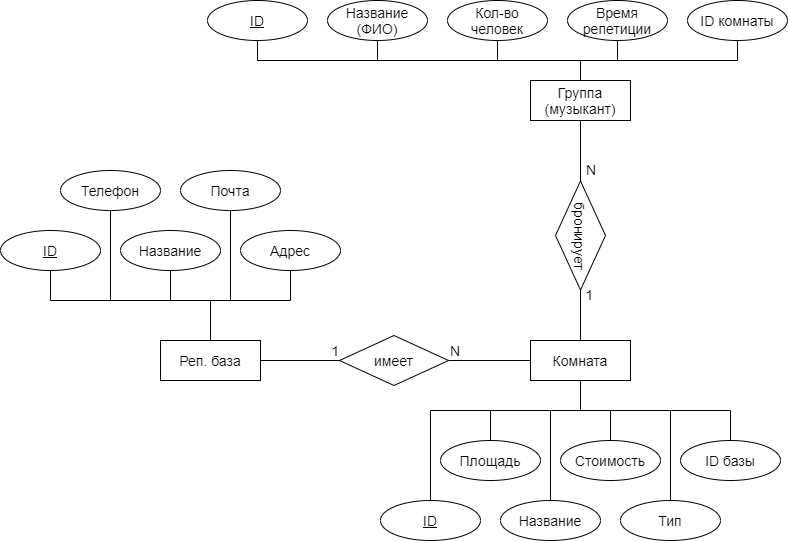 ID
Название
(ФИО)
Кол-во
человек
Время
репетиции
ID комнаты
Группа
(музыкант)
N
бронирует
1
Телефон
Почта
ID
Название
Адрес
Реп. база
1
имеет
N
Комната
Площадь
Стоимость
ID базы
ID
Название
Тип